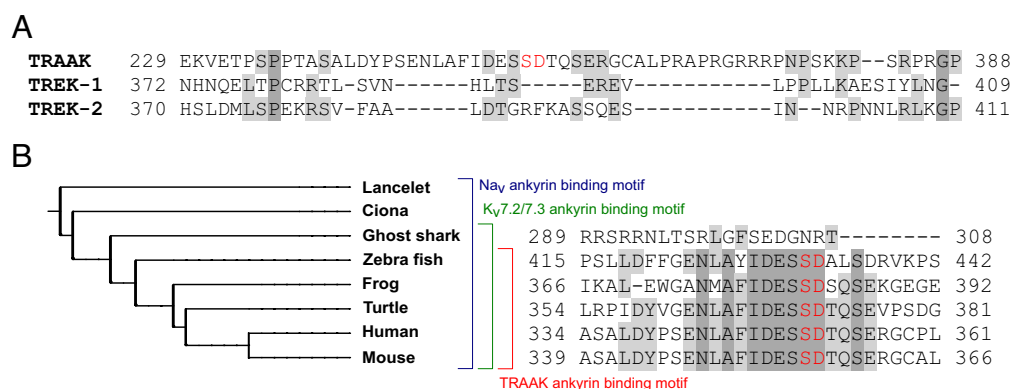 A
TRAAK 229 EKVETPSPPTASALDYPSENLAFIDESSDTQSERGCALPRAPRGRRRPNPSKKP--SRPRGP 388
TREK-1 372 NHNQELTPCRRTL-SVN------HLTS-----EREV-----------LPPLLKAESIYLNG- 409
TREK-2 370 HSLDMLSPEKRSV-FAA------LDTGRFKASSQES-----------IN--NRPNNLRLKGP 411
B
Lancelet Nav ankyrin binding motif
Ciona Kv7.2/7.3 ankyrin binding motif
Ghost shark 289 RRSRRNLTSRLGFSEDGNRT-------- 308
Zebra fish 415 PSLLDFFGENLAYIDESSDALSDRVKPS 442
Frog 366 IKAL-EWGANMAFIDESSDSQSEKGEGE 392
Turtle 354 LRPIDYVGENLAFIDESSDTQSEVPSDG 381
Human 334 ASALDYPSENLAFIDESSDTQSERGCPL 361
Mouse 339 ASALDYPSENLAFIDESSDTQSERGCAL 366
TRAAK ankyrin binding motif